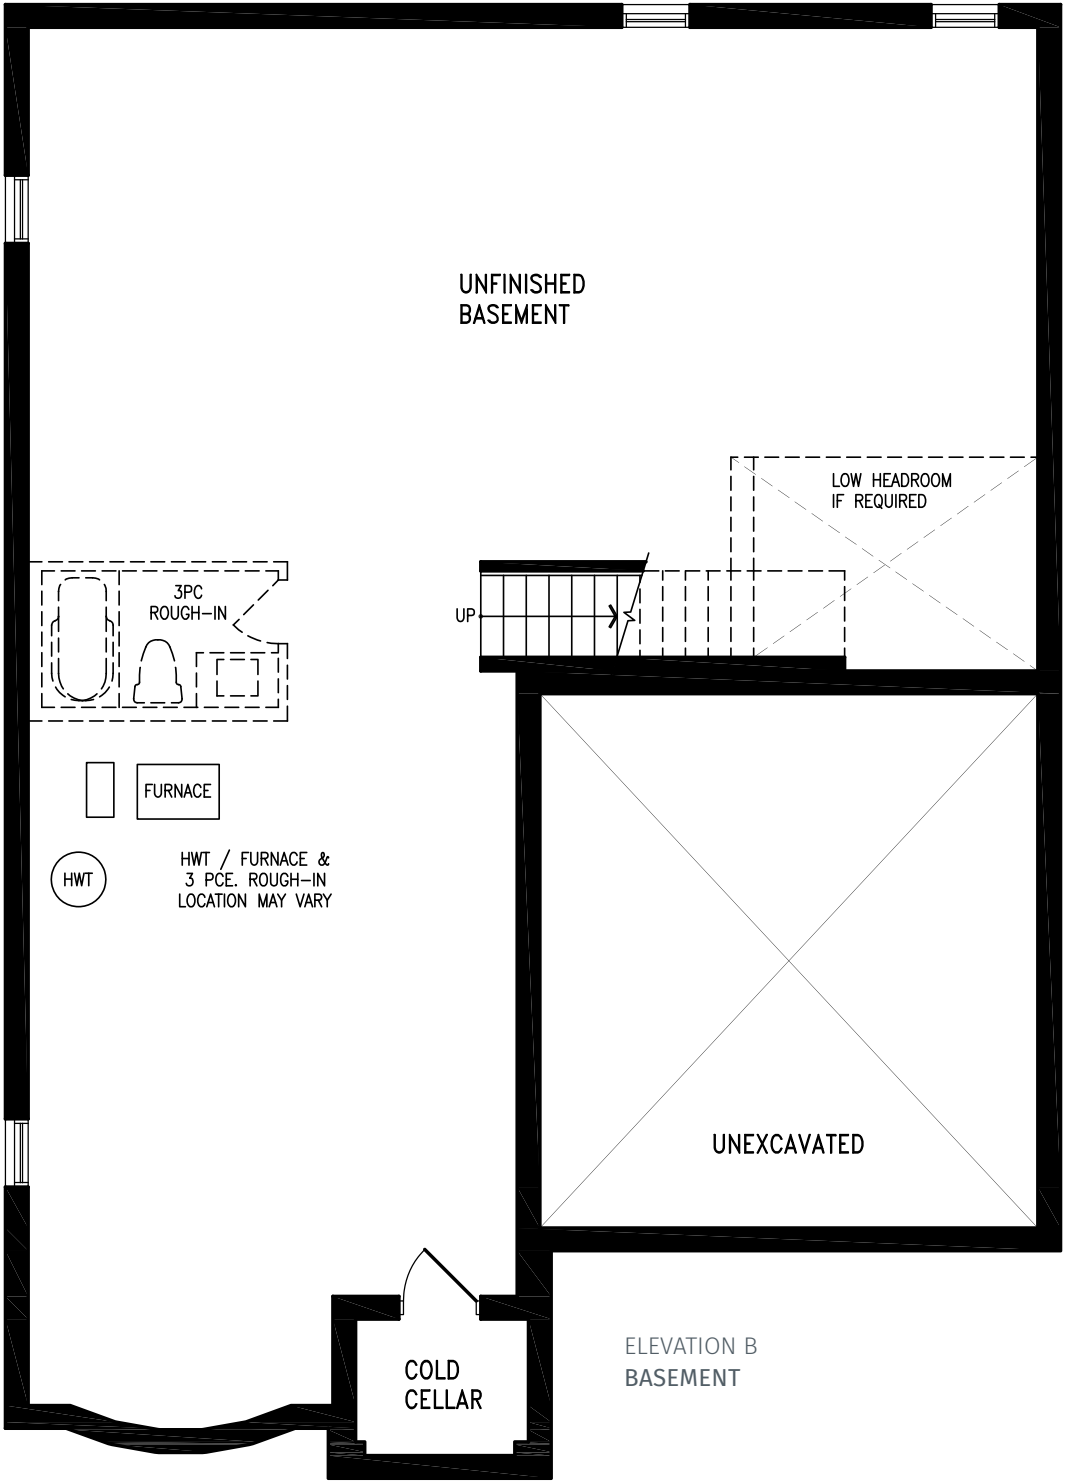 UNFINISHED
BASEMENT
LOW HEADROOM
IF REQUIRED
3PC
ROUGH-IN
UP
FURNACE
HWT
HWT / FURNACE &
3 PCE. ROUGH-IN
LOCATION MAY VARY
UNEXCAVATED
COLD
CELLAR
ELEVATION B
BASEMENT